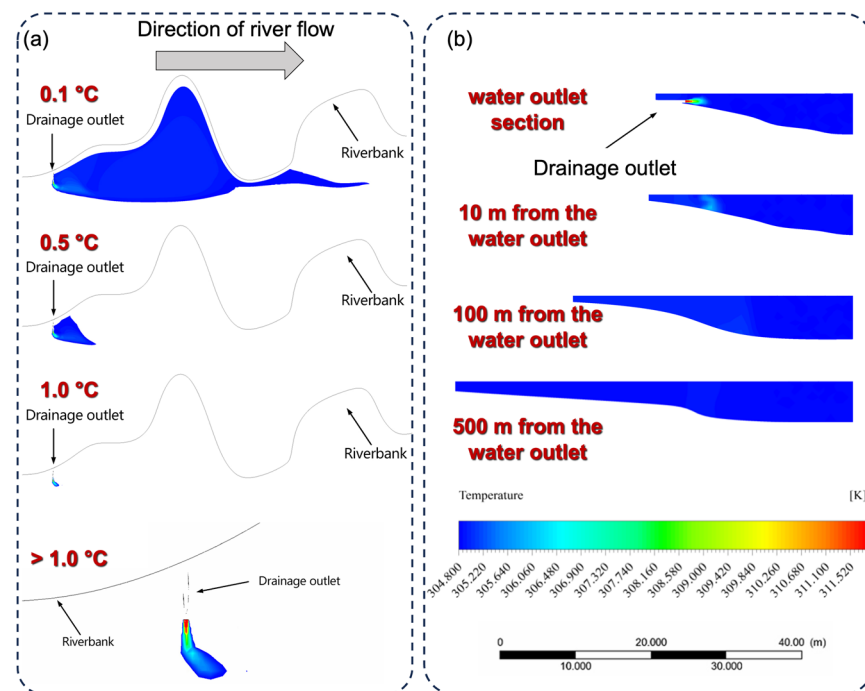 (a)
Direction of river flow
0.1 °C
Drainage outlet
Riverbank
0.5 °C
Drainage outlet
Riverbank
1.0 °C
Drainage outlet
Riverbank
> 1.0 °C
Drainage outlet
Riverbank
(b)
water outlet
section
Drainage outlet
10 m from the
water outlet
100 m from the
water outlet
500 m from the
water outlet
Temperature [K]
304.800 305.220 305.640 306.060 306.480 306.900 307.320 307.740 308.160 308.580 309.000 309.420 309.840 310.260 310.680 311.100 311.520
0 20.000 40.00 (m)
10.000 30.000